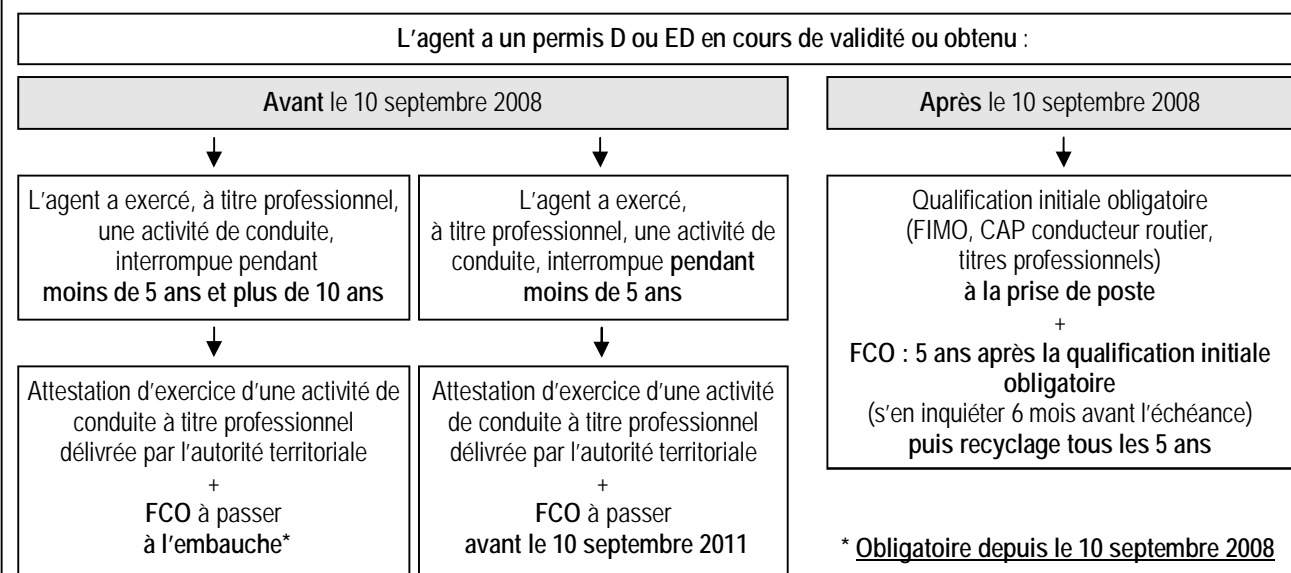 L'agent a un permis D ou ED en cours de validité ou obtenu :
Avant le 10 septembre 2008
Après le 10 septembre 2008
L'agent a exercé, à titre professionnel,
une activité de conduite,
interrompue pendant
moins de 5 ans et plus de 10 ans
L'agent a exercé,
à titre professionnel, une activité de
conduite, interrompue pendant
moins de 5 ans
Qualification initiale obligatoire
(FIMO, CAP conducteur routier,
titres professionnels)
à la prise de poste
+
FCO : 5 ans après la qualification initiale
obligatoire
(s'en inquiéter 6 mois avant l'échéance)
puis recyclage tous les 5 ans
Attestation d'exercice d'une activité de
conduite à titre professionnel
délivrée par l'autorité territoriale
+
FCO à passer
à l'embauche*
Attestation d'exercice d'une activité
de conduite à titre professionnel
délivrée par l'autorité territoriale
+
FCO à passer
avant le 10 septembre 2011
* Obligatoire depuis le 10 septembre 2008